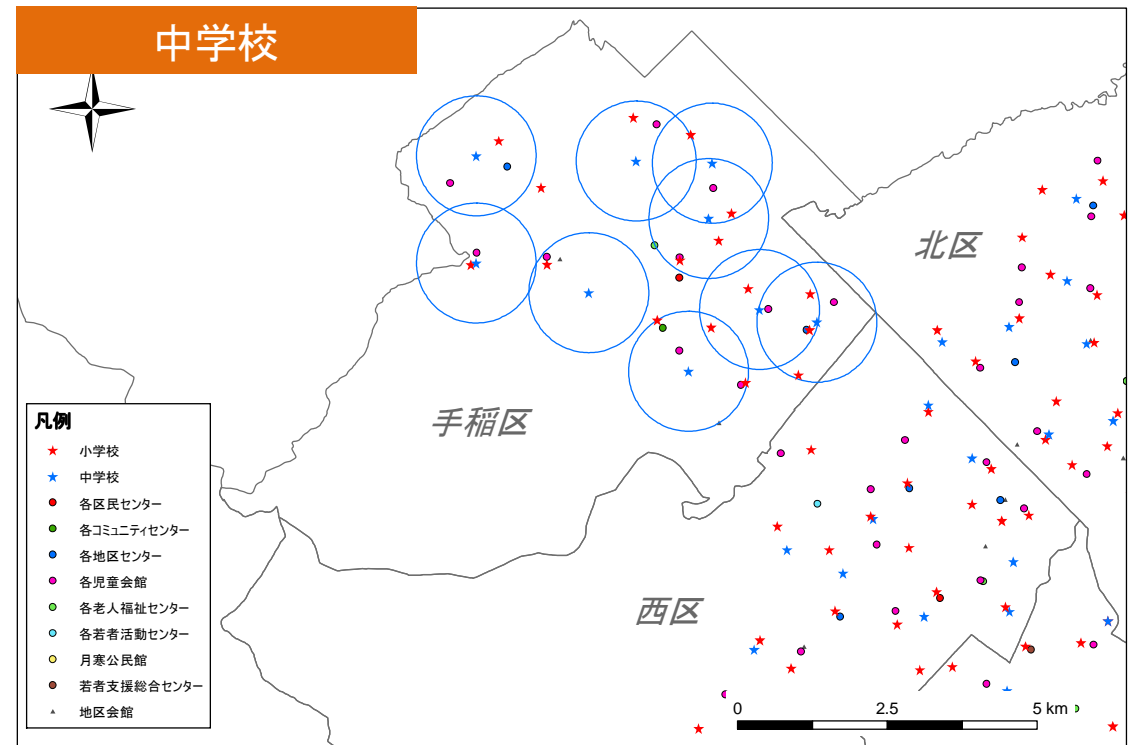 中学校
北区
手稲区
西区
凡例
小学校
中学校
各区民センター
各コミュニティセンター
各地区センター
各児童会館
各老人福祉センター
各若者活動センター
月寒公民館
若者支援総合センター
地区会館
0 2.5 5 km